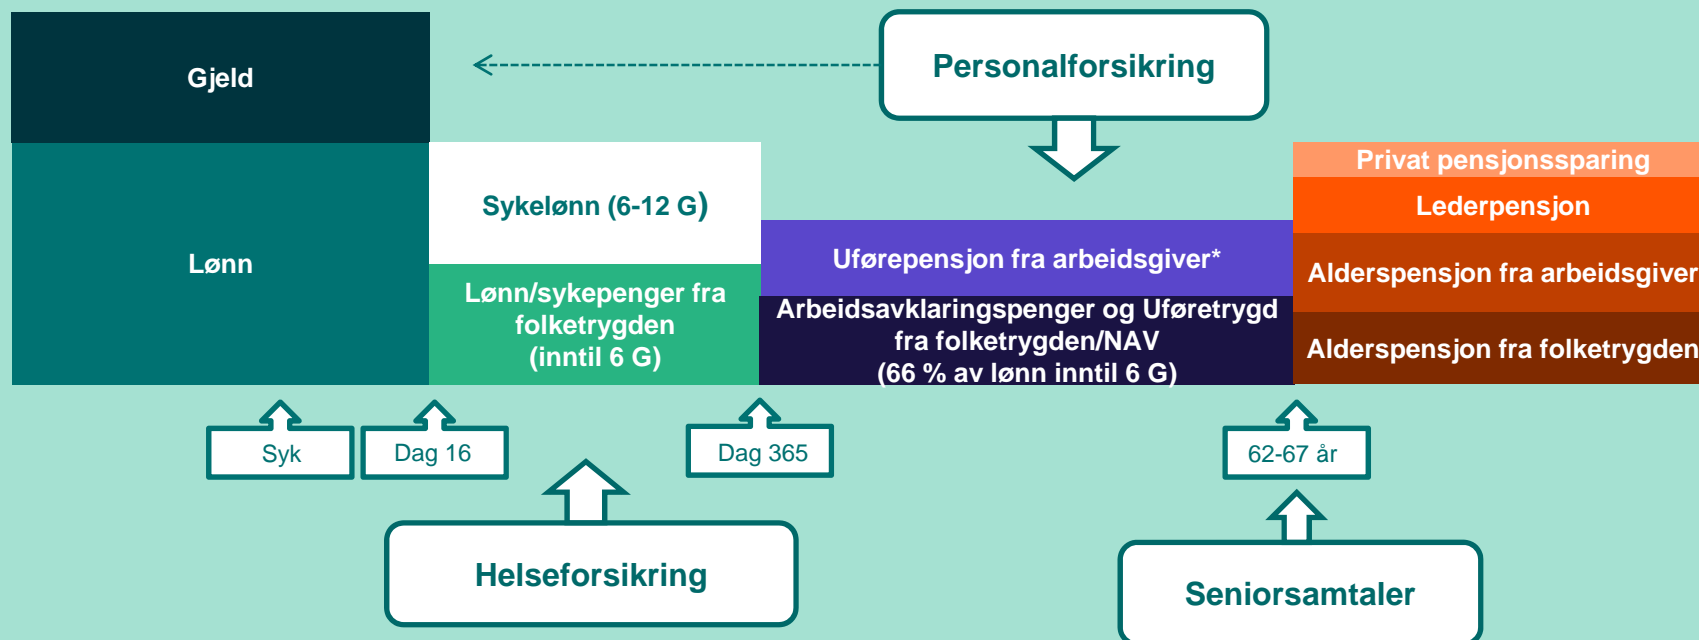 Gjeld
Personalforsikring
Lønn
Sykelønn (6-12 G)
Lønn/sykepenger fra
folketrygden
(inntil 6 G)
Uførepensjon fra arbeidsgiver*
Arbeidsavklaringspenger og Uføretrygd
fra folketrygden/NAV
(66 % av lønn inntil 6 G)
Privat pensjonssparing
Lederpensjon
Alderspensjon fra arbeidsgiver
Alderspensjon fra folketrygden
Syk
Dag 16
Dag 365
62-67 år
Helseforsikring
Seniorsamtaler